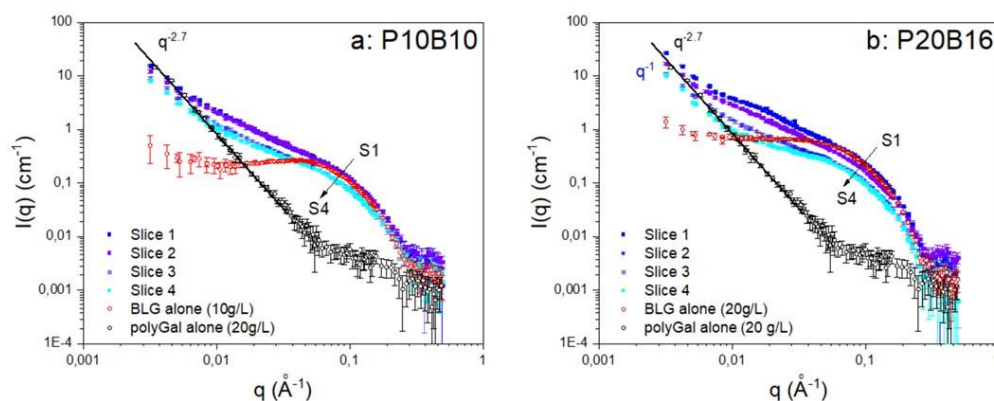 a: P10B10
I(q) (cm⁻¹)
100
10
1
0,1
0,01
0,001
1E-4
q⁻²·⁷
S1
S4
Slice 1
Slice 2
Slice 3
Slice 4
BLG alone (10g/L)
polyGal alone (20g/L)
0,001
0,01
0,1
1
q (Å⁻¹)
b: P20B16
I(q) (cm⁻¹)
100
10
1
0,1
0,01
0,001
1E-4
q⁻²·⁷
q⁻¹
S1
S4
Slice 1
Slice 2
Slice 3
Slice 4
BLG alone (20g/L)
polyGal alone (20 g/L)
0,001
0,01
0,1
q (Å⁻¹)